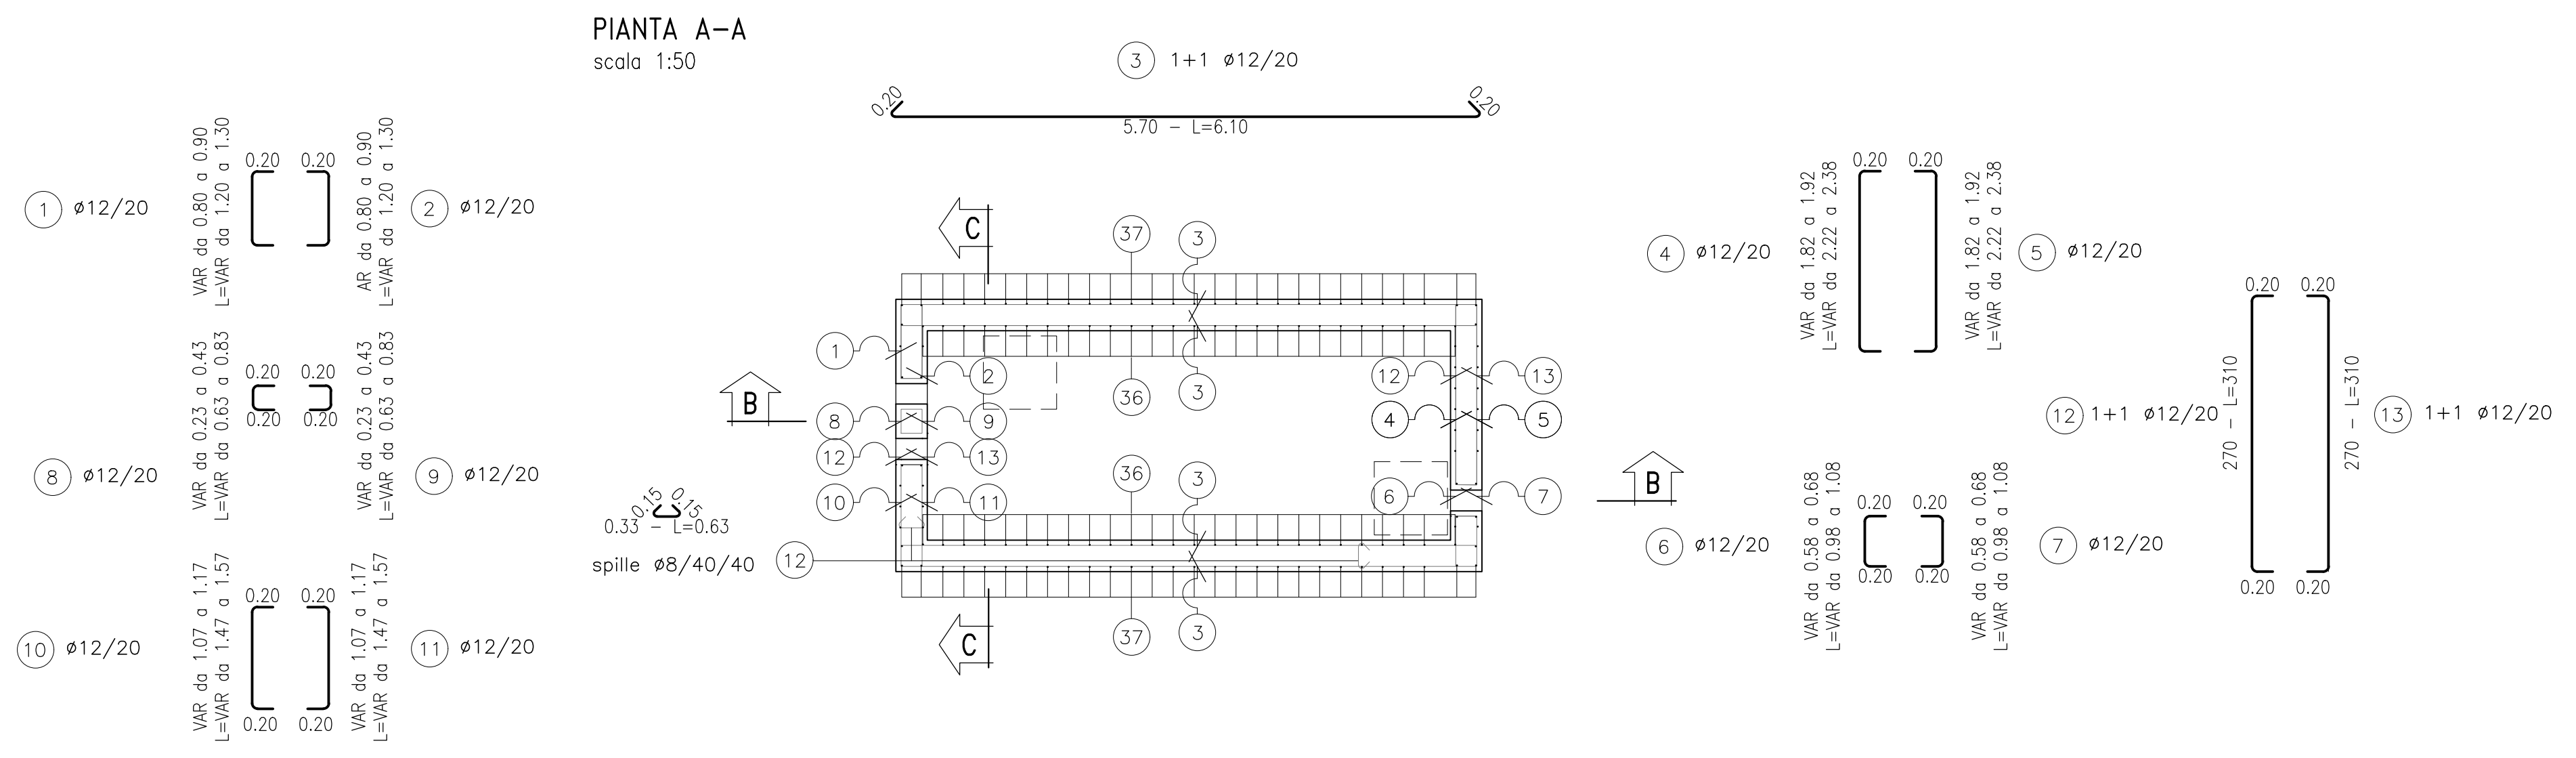 PIANTA A-A
scala 1:50
3 1+1 ø12/20
0.20 0.20
5.70 - L=6.10
1 ø12/20
VAR da 0.80 a 0.90
L=VAR da 1.20 a 1.30
0.20 0.20
AR da 0.80 a 0.90
L=VAR da 1.20 a 1.30
2 ø12/20
8 ø12/20
VAR da 0.23 a 0.43
L=VAR da 0.63 a 0.83
0.20 0.20
0.20 0.20
VAR da 0.23 a 0.43
L=VAR da 0.63 a 0.83
9 ø12/20
10 ø12/20
VAR da 1.07 a 1.17
L=VAR da 1.47 a 1.57
0.20 0.20
0.20 0.20
VAR da 1.07 a 1.17
L=VAR da 1.47 a 1.57
11 ø12/20
C
37
3
1
2
36
3
12
13
B
8
9
4
5
12
13
36
3
6
7
B
10
11
0.15 0.15
0.33 - L=0.63
spille ø8/40/40 12
C
37
3
4 ø12/20
VAR da 1.82 a 1.92
L=VAR da 2.22 a 2.38
0.20 0.20
VAR da 1.82 a 1.92
L=VAR da 2.22 a 2.38
5 ø12/20
6 ø12/20
VAR da 0.58 a 0.68
L=VAR da 0.98 a 1.08
0.20 0.20
0.20 0.20
VAR da 0.58 a 0.68
L=VAR da 0.98 a 1.08
7 ø12/20
12 1+1 ø12/20
270 - L=310
0.20 0.20
0.20 0.20
270 - L=310
13 1+1 ø12/20